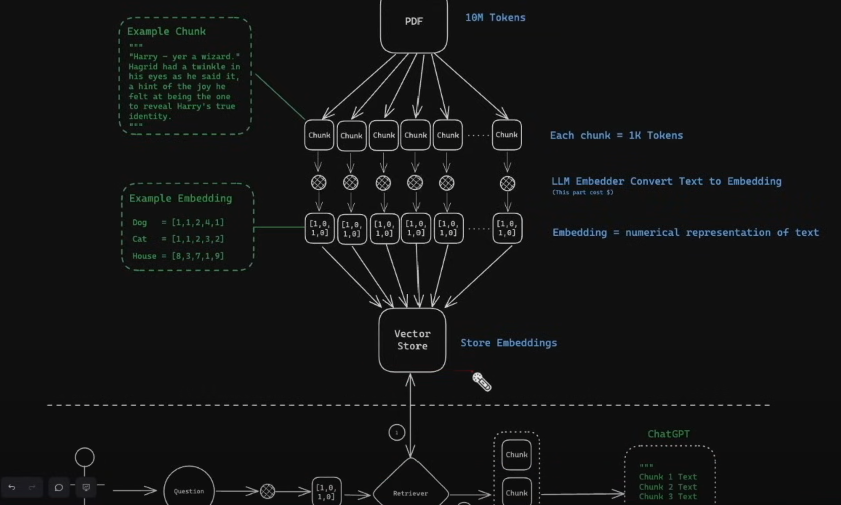 PDF
10M Tokens
Example Chunk
"""
"Harry - yer a wizard."
Hagrid had a twinkle in
his eyes as he said it,
a hint of the joy he
felt at being the one
to reveal Harry's true
identity.
"""
Chunk Chunk Chunk Chunk Chunk ..... Chunk
Each chunk = 1K Tokens
LLM Embedder Convert Text to Embedding
(This part cost $)
Example Embedding
Dog = [1,1,2,4,1]
Cat = [1,1,2,3,2]
House = [8,3,7,1,9]
[1,0, [1,0, [1,0, [1,0, [1,0, ..... [1,0,
1,0] 1,0] 1,0] 1,0] 1,0] 1,0]
Embedding = numerical representation of text
Vector
Store
Store Embeddings
1
ChatGPT
Chunk
"""
Chunk 1 Text
Chunk 2 Text
Chunk 3 Text
Question
[1,0,
1,0]
Retriever
Chunk